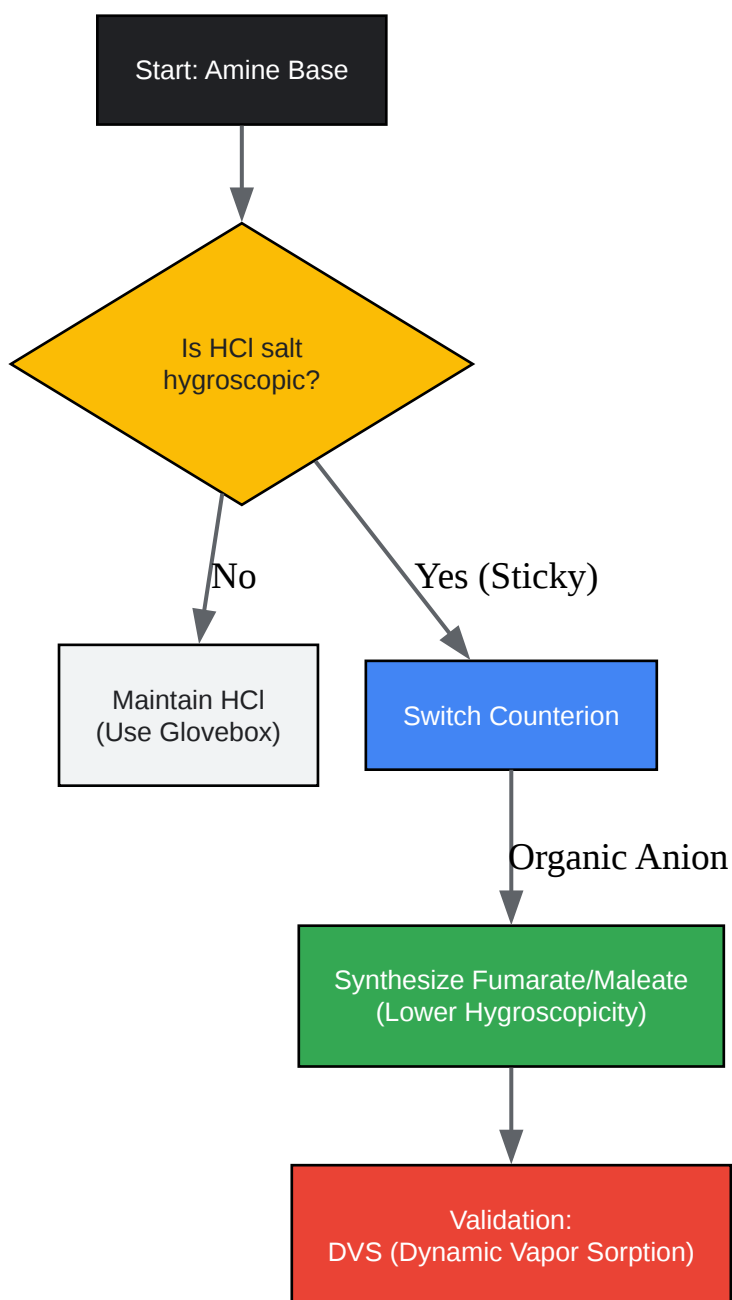 Start: Amine Base
Is HCl salt
hygroscopic?
No
Yes (Sticky)
Maintain HCl
(Use Glovebox)
Switch Counterion
Organic Anion
Synthesize Fumarate/Maleate
(Lower Hygroscopicity)
Validation:
DVS (Dynamic Vapor Sorption)